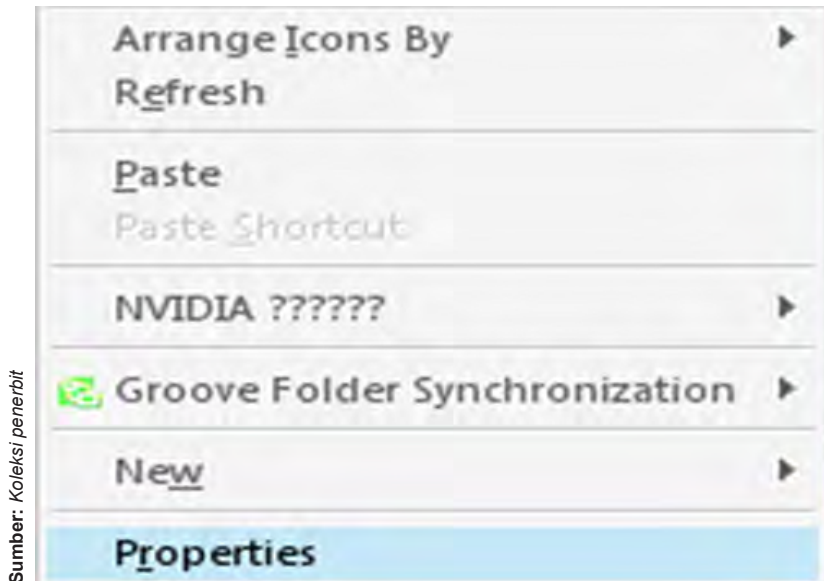 Arrange Icons By
Refresh
Paste
Paste Shortcut
NVIDIA ??????
Groove Folder Synchronization
New
Properties
Sumber: Koleksi penerbit